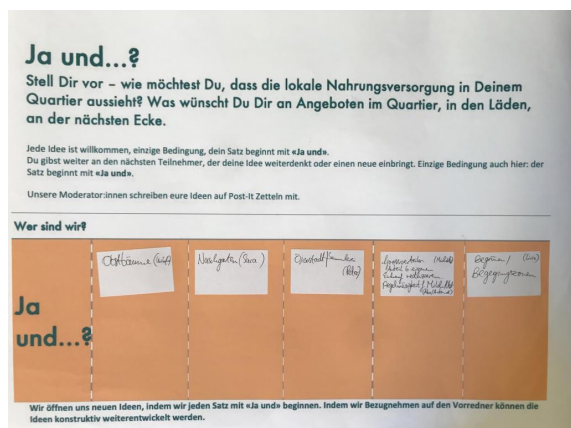 Ja und...?
Stell Dir vor – wie möchtest Du, dass die lokale Nahrungsversorgung in Deinem
Quartier aussieht? Was wünscht Du Dir an Angeboten im Quartier, in den Läden,
an der nächsten Ecke.
Jede Idee ist willkommen, einzige Bedingung, dein Satz beginnt mit «Ja und».
Du gibst weiter an den nächsten Teilnehmer, der deine Idee weiterdenkt oder einen neue einbringt. Einzige Bedingung auch hier: der
Satz beginnt mit «Ja und».
Unsere Moderator:innen schreiben eure Ideen auf Post-It Zetteln mit.
Wer sind wir?
Obstbäume
Naschgarten (Sara)
Begegnungszonen
Ja
und...?
Wir öffnen uns neuen Ideen, indem wir jeden Satz mit «Ja und» beginnen. Indem wir Bezugnehmen auf den Vorredner können die
Ideen konstruktiv weiterentwickelt werden.